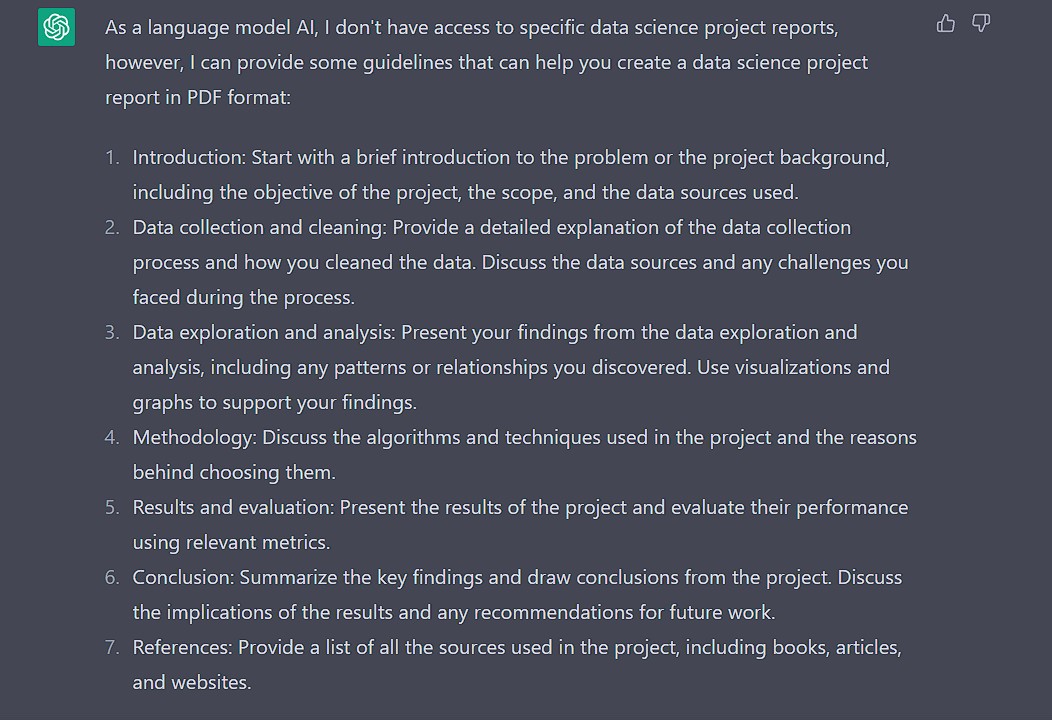 As a language model AI, I don't have access to specific data science project reports,
however, I can provide some guidelines that can help you create a data science project
report in PDF format:
1. Introduction: Start with a brief introduction to the problem or the project background,
including the objective of the project, the scope, and the data sources used.
2. Data collection and cleaning: Provide a detailed explanation of the data collection
process and how you cleaned the data. Discuss the data sources and any challenges you
faced during the process.
3. Data exploration and analysis: Present your findings from the data exploration and
analysis, including any patterns or relationships you discovered. Use visualizations and
graphs to support your findings.
4. Methodology: Discuss the algorithms and techniques used in the project and the reasons
behind choosing them.
5. Results and evaluation: Present the results of the project and evaluate their performance
using relevant metrics.
6. Conclusion: Summarize the key findings and draw conclusions from the project. Discuss
the implications of the results and any recommendations for future work.
7. References: Provide a list of all the sources used in the project, including books, articles,
and websites.